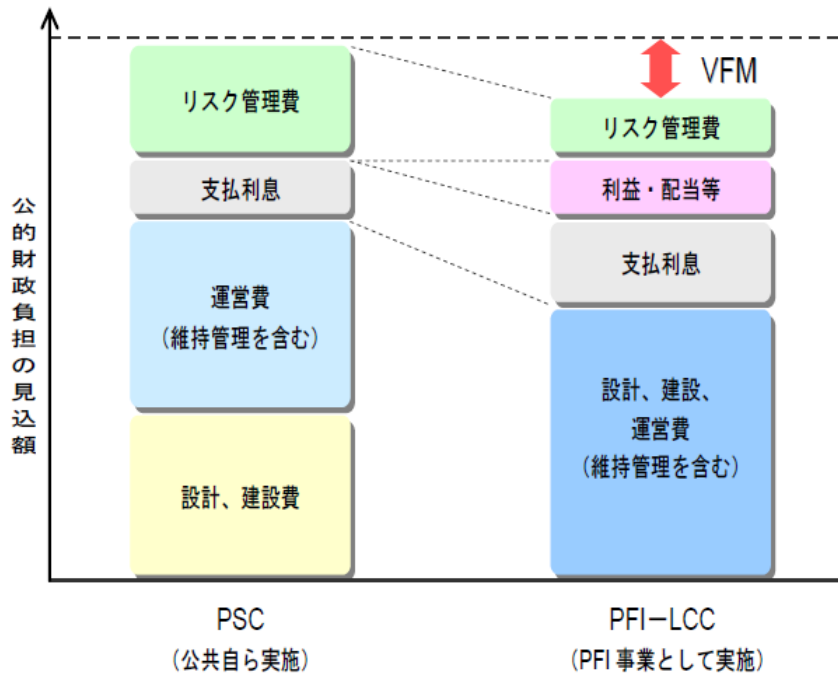 公的財政負担の見込額
リスク管理費
支払利息
運営費
（維持管理を含む）
設計、建設費
VFM
リスク管理費
利益・配当等
支払利息
設計、建設、
運営費
（維持管理を含む）
PSC
（公共自ら実施）
PFI－LCC
（PFI 事業として実施）